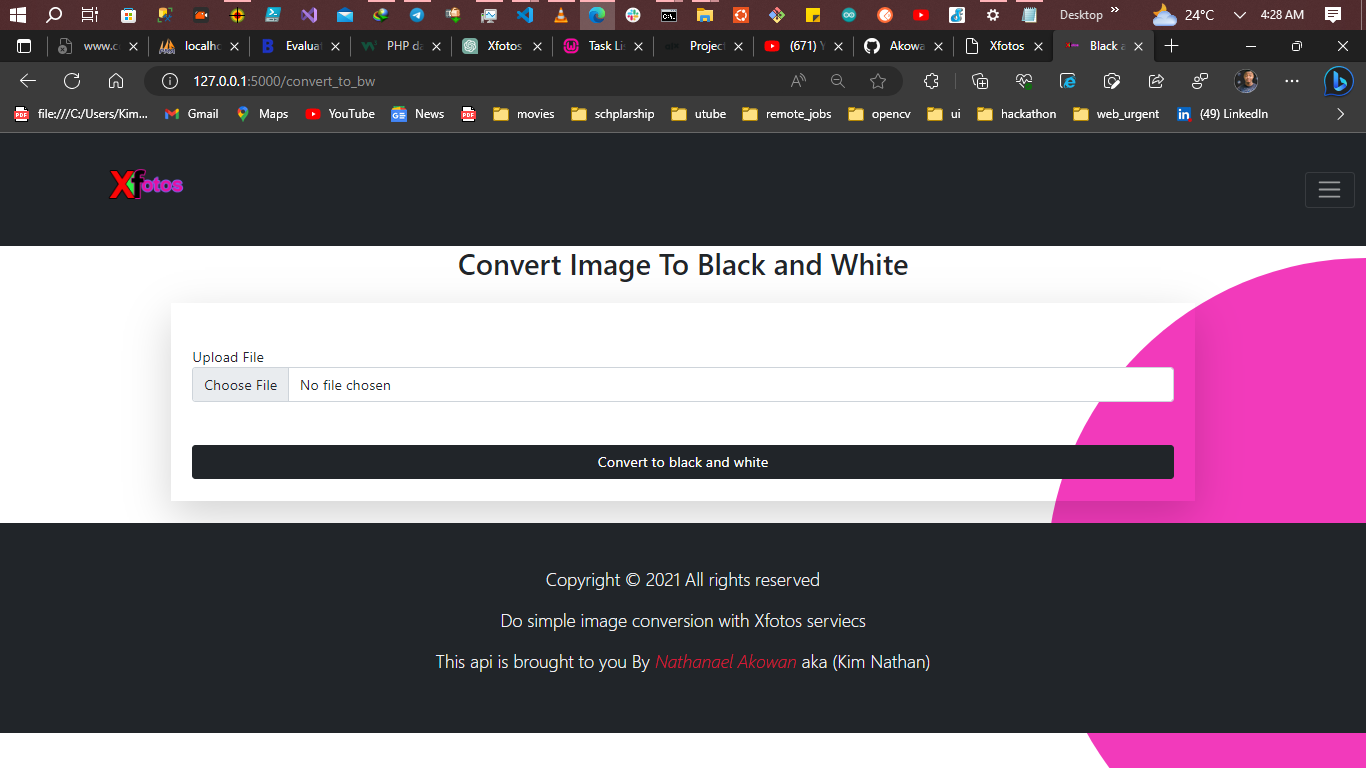 Desktop » 24°C 4:28 AM
www.c localh Evaluat PHP da Xfotos Task Lis Project (671) Y Akowa Xfotos Black a
127.0.0.1:5000/convert_to_bw
file:///C:/Users/Kim... Gmail Maps YouTube News movies schplarship utube remote_jobs opencv ui hackathon web_urgent (49) LinkedIn
Xfotos
Convert Image To Black and White
Upload File
Choose File No file chosen
Convert to black and white
Copyright © 2021 All rights reserved
Do simple image conversion with Xfotos serviecs
This api is brought to you By Nathanael Akowan aka (Kim Nathan)